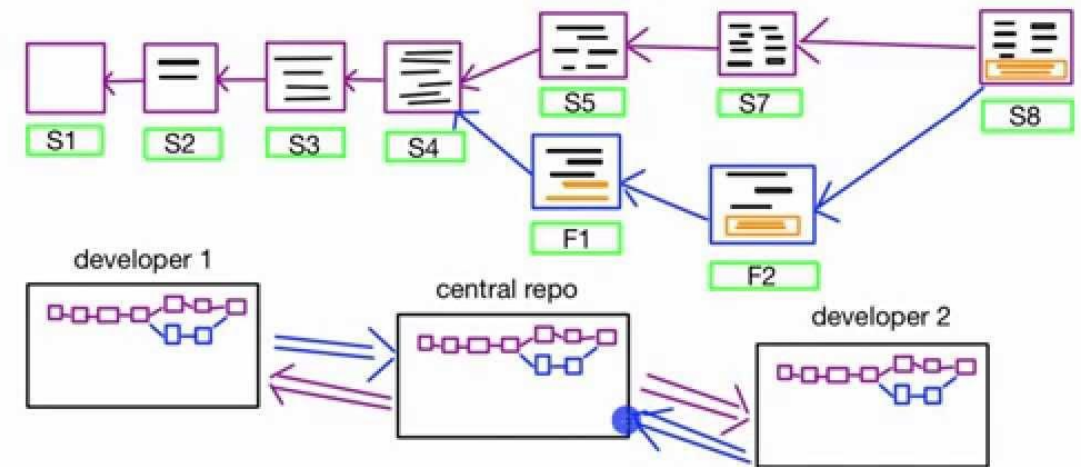 S1
S2
S3
S4
S5
S7
S8
F1
F2
developer 1
central repo
developer 2